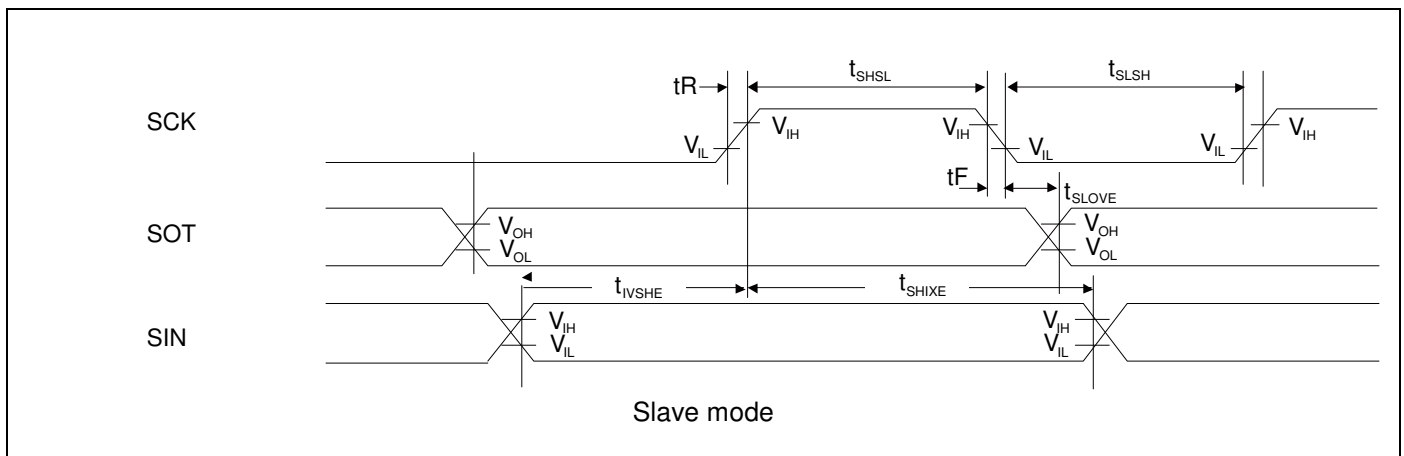 tR
tSHSL
tSLSH
SCK
VIH
VIH
VIH
VIL
VIL
VIL
tF
tSLOVE
SOT
VOH
VOH
VOL
VOL
tIVSHE
tSHIXE
SIN
VIH
VIH
VIL
VIL
Slave mode